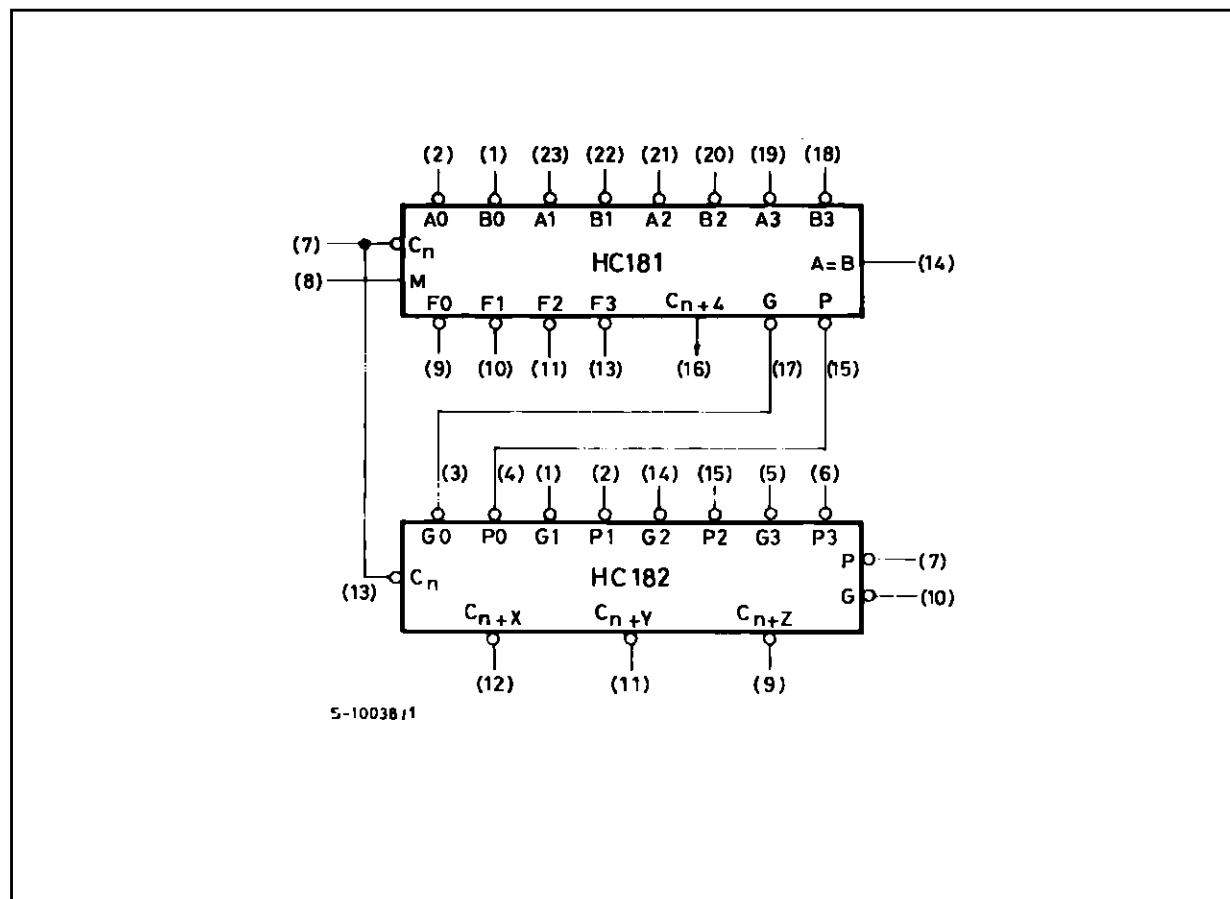 (2) (1) (23) (22) (21) (20) (19) (18)
A0 B0 A1 B1 A2 B2 A3 B3
(7) Cn HC181 A=B (14)
(8) M
F0 F1 F2 F3 Cn+4 G P
(9) (10) (11) (13) (16) (17) (15)
(3) (4) (1) (2) (14) (15) (5) (6)
G0 P0 G1 P1 G2 P2 G3 P3
P (7)
(13) Cn HC182
G (10)
Cn+X Cn+Y Cn+Z
(12) (11) (9)
S-10038/1